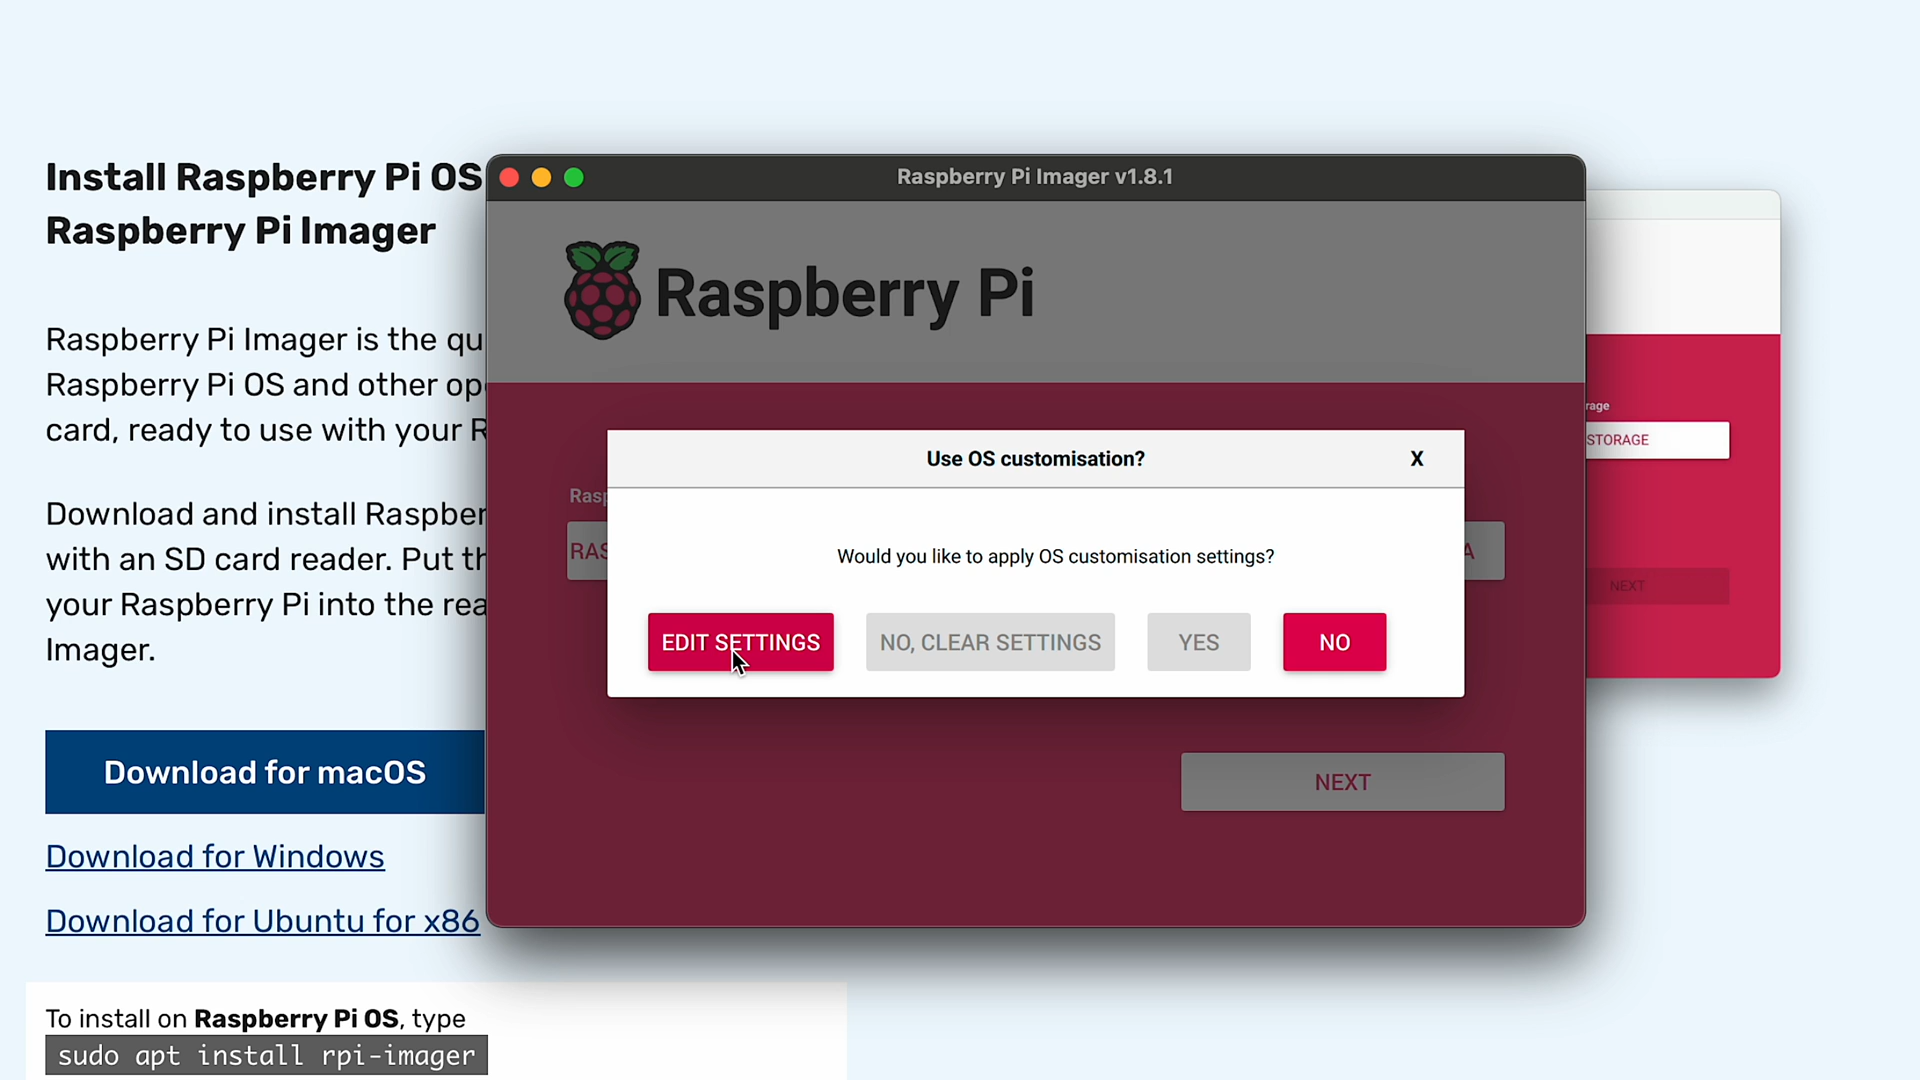 Install Raspberry Pi OS
Raspberry Pi Imager
Raspberry Pi Imager is the qu
Raspberry Pi OS and other op
card, ready to use with your R
Download and install Raspber
with an SD card reader. Put th
your Raspberry Pi into the rea
Imager.
Download for macOS
Download for Windows
Download for Ubuntu for x86
To install on Raspberry Pi OS, type
sudo apt install rpi-imager
Raspberry Pi Imager v1.8.1
Raspberry Pi
Rasp
RAS
A
Use OS customisation?
X
Would you like to apply OS customisation settings?
EDIT SETTINGS
NO, CLEAR SETTINGS
YES
NO
NEXT
rage
STORAGE
NEXT